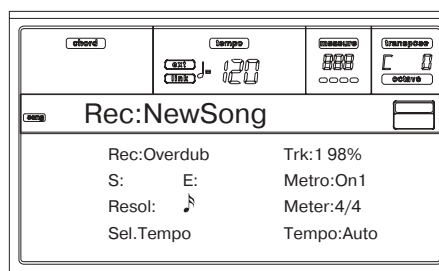 chord tempo measure transpose
ext
link = 120 888 C 0
octave
song Rec:NewSong
Rec:Overdub Trk:1 98%
S: E: Metro:On1
Resol: Meter:4/4
Sel.Tempo Tempo:Auto